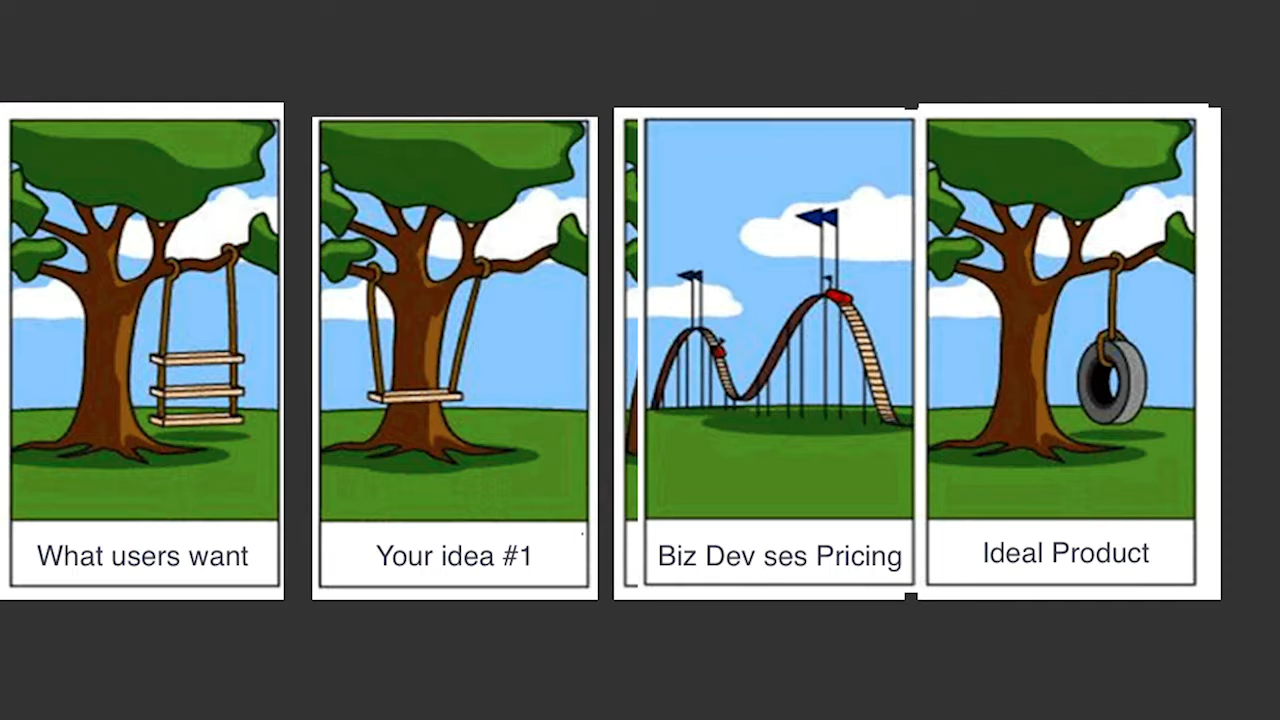 What users want
Your idea #1
Biz Dev ses Pricing
Ideal Product